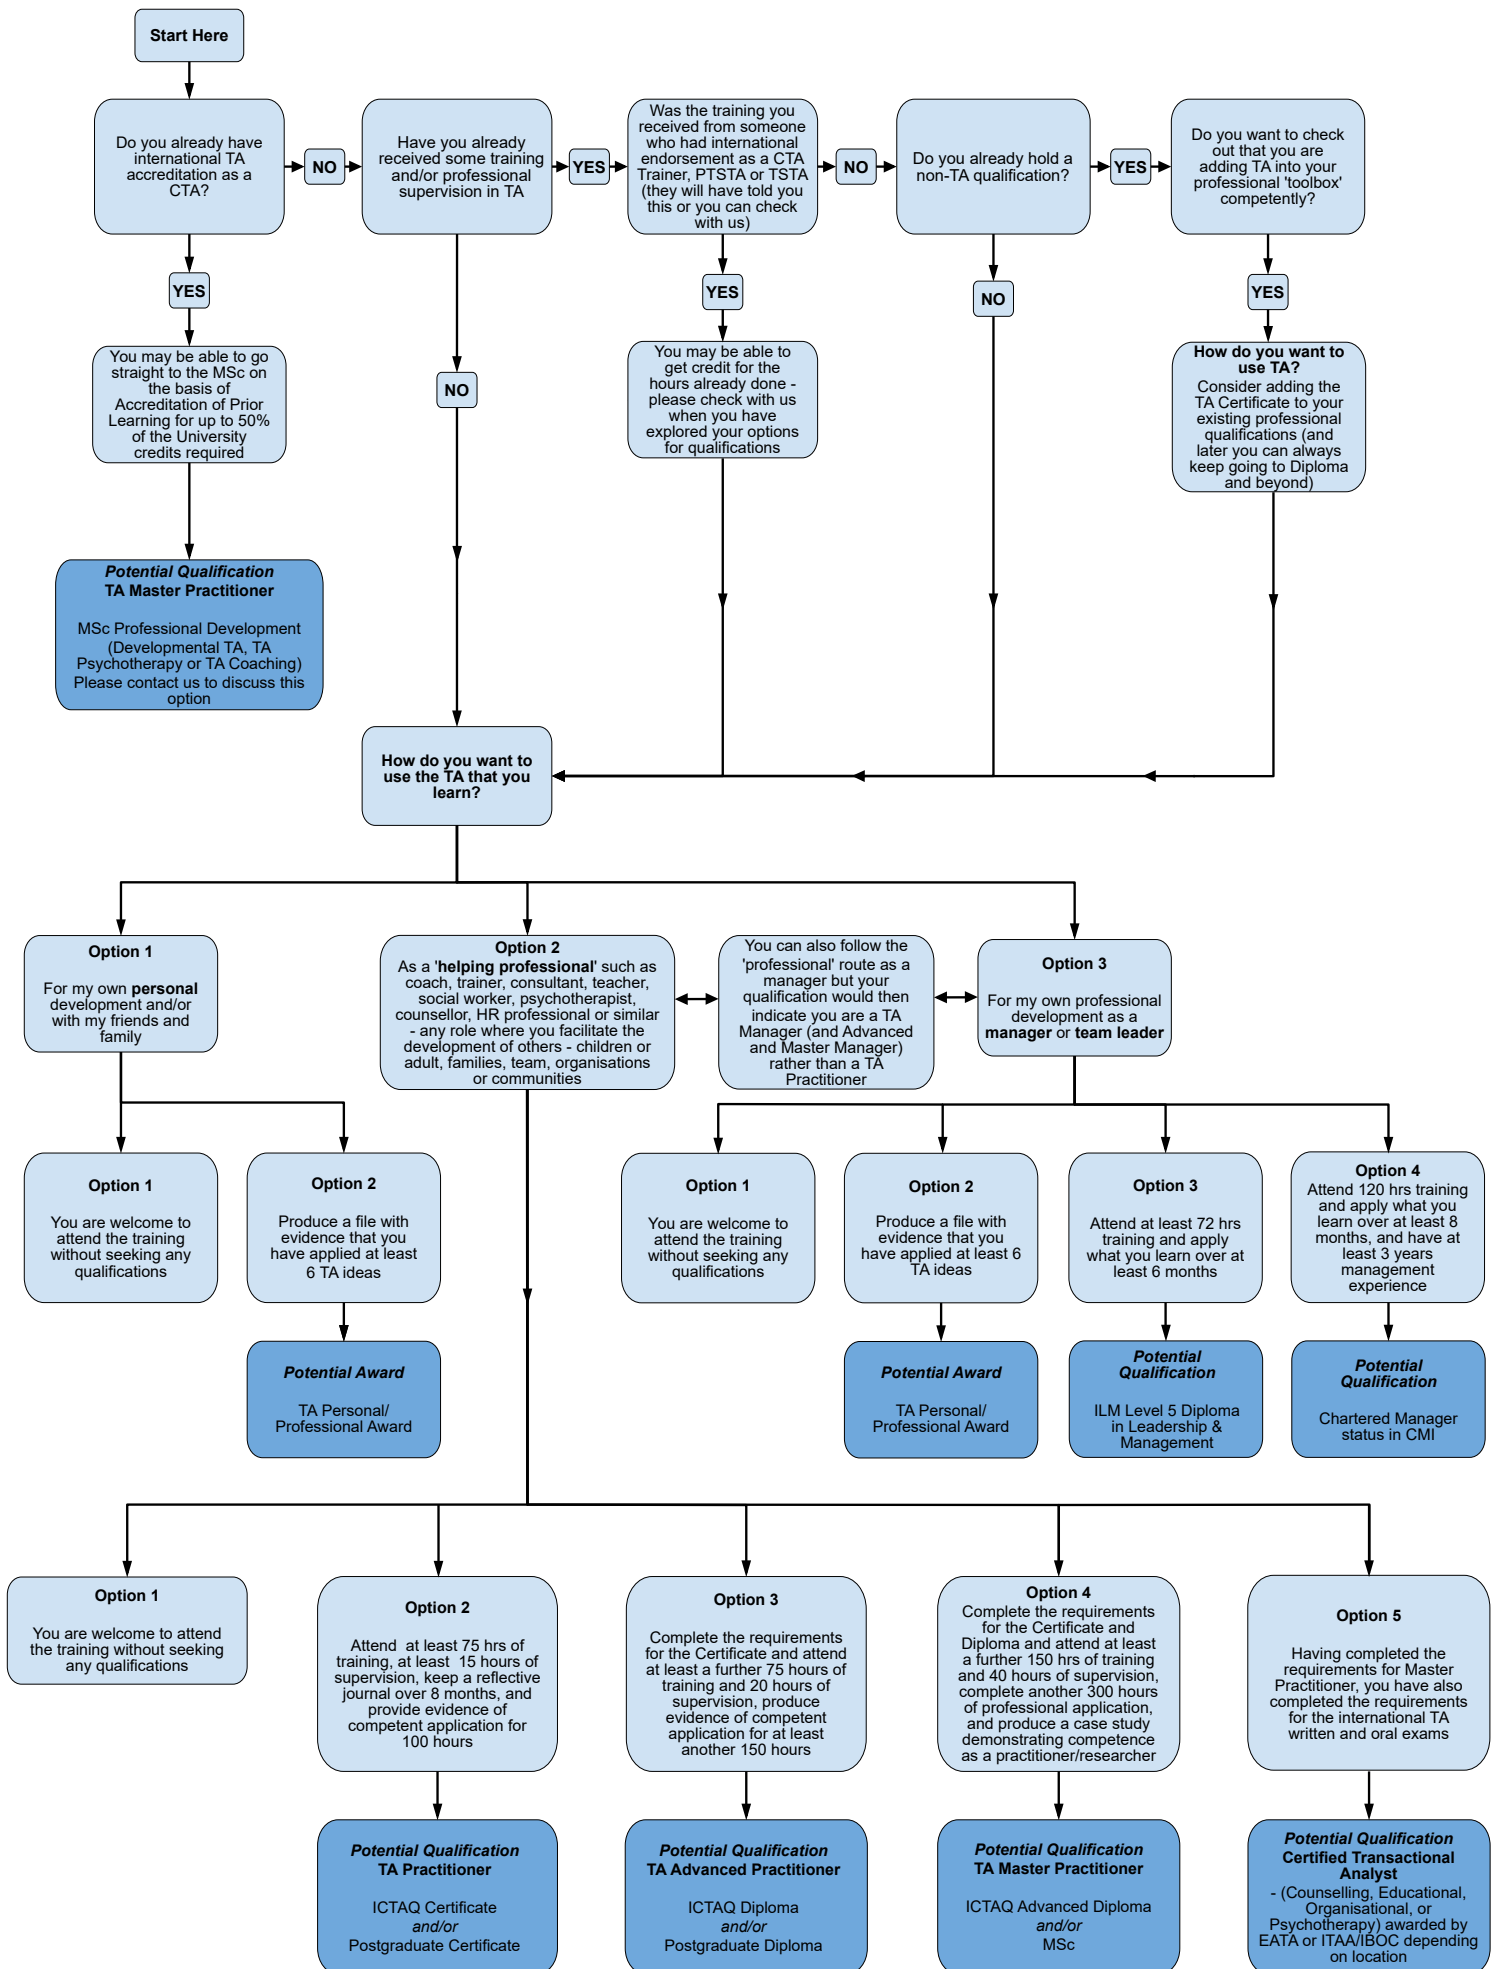 Start Here
Do you already have
international TA
accreditation as a
CTA?
NO
Have you already
received some training
and/or professional
supervision in TA
YES
Was the training you
received from someone
who had international
endorsement as a CTA
Trainer, PTSTA or TSTA
(they will have told you
this or you can check
with us)
NO
Do you already hold a
non-TA qualification?
YES
Do you want to check
out that you are
adding TA into your
professional 'toolbox'
competently?
YES
NO
YES
NO
YES
You may be able to go
straight to the MSc on
the basis of
Accreditation of Prior
Learning for up to 50%
of the University
credits required
You may be able to
get credit for the
hours already done -
please check with us
when you have
explored your options
for qualifications
How do you want to
use TA?
Consider adding the
TA Certificate to your
existing professional
qualifications (and
later you can always
keep going to Diploma
and beyond)
Potential Qualification
TA Master Practitioner
MSc Professional Development
(Developmental TA, TA
Psychotherapy or TA Coaching)
Please contact us to discuss this
option
How do you want to
use the TA that you
learn?
Option 1
For my own personal
development and/or
with my friends and
family
Option 2
As a 'helping professional' such as
coach, trainer, consultant, teacher,
social worker, psychotherapist,
counsellor, HR professional or similar
- any role where you facilitate the
development of others - children or
adult, families, team, organisations
or communities
You can also follow the
'professional' route as a
manager but your
qualification would then
indicate you are a TA
Manager (and Advanced
and Master Manager)
rather than a TA
Practitioner
Option 3
For my own professional
development as a
manager or team leader
Option 1
You are welcome to
attend the training
without seeking any
qualifications
Option 2
Produce a file with
evidence that you
have applied at least
6 TA ideas
Option 1
You are welcome to
attend the training
without seeking any
qualifications
Option 2
Produce a file with
evidence that you
have applied at least 6
TA ideas
Option 3
Attend at least 72 hrs
training and apply
what you learn over at
least 6 months
Option 4
Attend 120 hrs training
and apply what you
learn over at least 8
months, and have at
least 3 years
management
experience
Potential Award
TA Personal/
Professional Award
Potential Award
TA Personal/
Professional Award
Potential
Qualification
ILM Level 5 Diploma
in Leadership &
Management
Potential
Qualification
Chartered Manager
status in CMI
Option 1
You are welcome to attend
the training without seeking
any qualifications
Option 2
Attend at least 75 hrs of
training, at least 15 hours of
supervision, keep a reflective
journal over 8 months, and
provide evidence of
competent application for
100 hours
Option 3
Complete the requirements
for the Certificate and attend
at least a further 75 hours of
training and 20 hours of
supervision, produce
evidence of competent
application for at least
another 150 hours
Option 4
Complete the requirements
for the Certificate and
Diploma and attend at least
a further 150 hrs of training
and 40 hours of supervision,
complete another 300 hours
of professional application,
and produce a case study
demonstrating competence
as a practitioner/researcher
Option 5
Having completed the
requirements for Master
Practitioner, you have also
completed the requirements
for the international TA
written and oral exams
Potential Qualification
TA Practitioner
ICTAQ Certificate
and/or
Postgraduate Certificate
Potential Qualification
TA Advanced Practitioner
ICTAQ Diploma
and/or
Postgraduate Diploma
Potential Qualification
TA Master Practitioner
ICTAQ Advanced Diploma
and/or
MSc
Potential Qualification
Certified Transactional
Analyst
- (Counselling, Educational,
Organisational, or
Psychotherapy) awarded by
EATA or ITAA/IBOC depending
on location